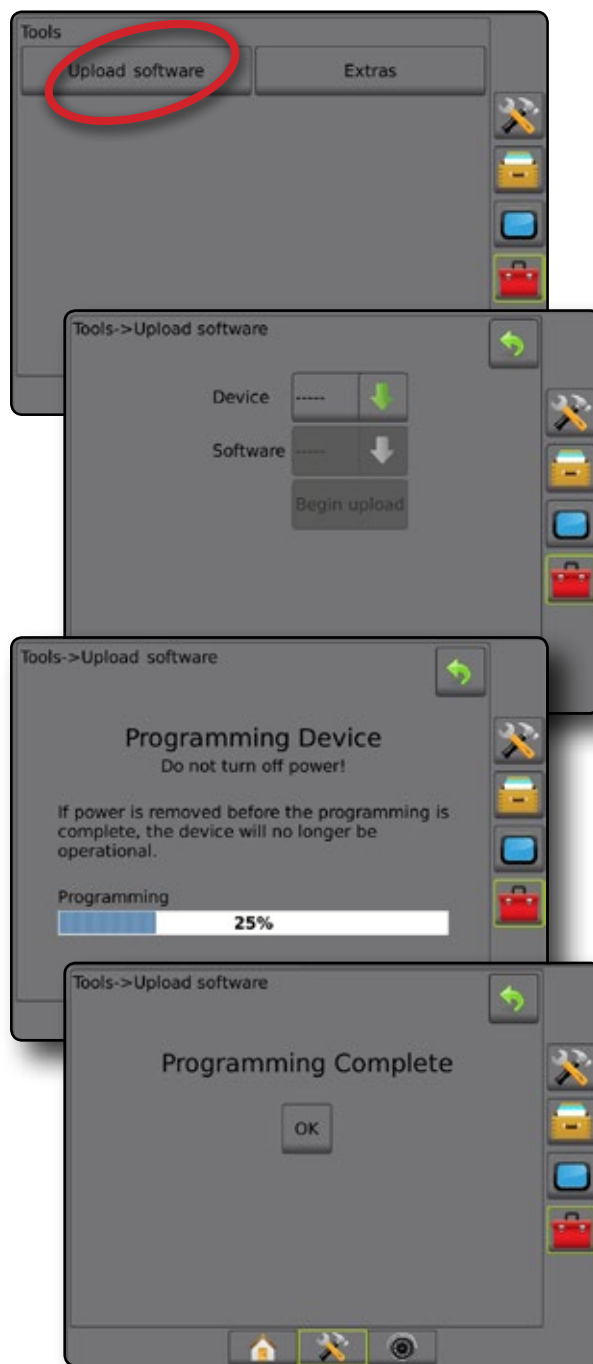 Tools
Upload software
Extras
Tools->Upload software
Device -----
Software -----
Begin upload
Tools->Upload software
Programming Device
Do not turn off power!
If power is removed before the programming is
complete, the device will no longer be
operational.
Programming
25%
Tools->Upload software
Programming Complete
OK